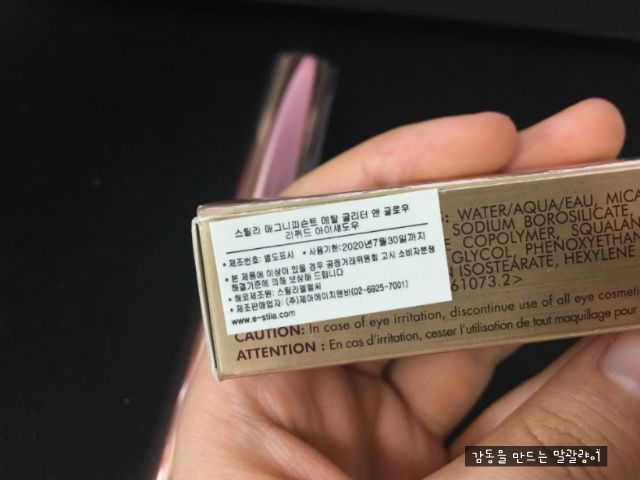 스틸라 매그니피슨트 메탈 글리터 앤 글로우
리퀴드 아이섀도우
• 제조번호: 별도표시 • 사용기한: 2020년7월30일까지
• 본 제품에 이상이 있을 경우 공정거래위원회 고시 소비자분쟁
해결기준에 의해 보상해 드립니다
• 해외제조원: 스틸라엘엘씨
• 제조판매업자: (주)제아에이치앤비(02-6925-7001)
www.e-stila.com
: WATER/AQUA/EAU, MICA
SODIUM BOROSILICATE
COPOLYMER, SQUALAN
GLYCOL, PHENOXYETHAN
ISOSTEARATE, HEXYLENE
61073.2>
CAUTION: In case of eye irritation, discontinue use of all eye cosmeti
ATTENTION : En cas d'irritation, cesser l'utilisation de tout maquillage pour
감동을 만드는 말괄량이